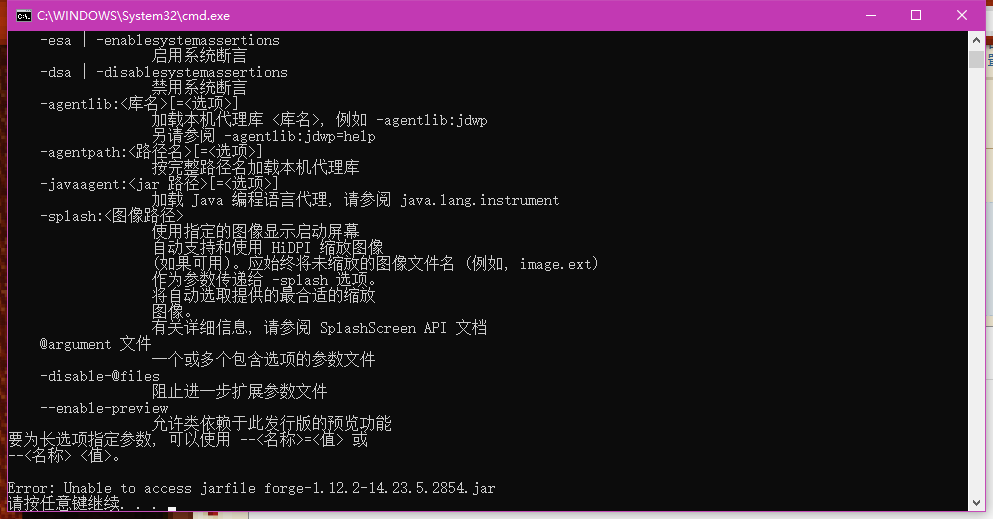 C:\WINDOWS\System32\cmd.exe
-esa | -enablesystemassertions
启用系统断言
-dsa | -disablesystemassertions
禁用系统断言
-agentlib:<库名>[=<选项>]
加载本机代理库 <库名>, 例如 -agentlib:jdwp
另请参阅 -agentlib:jdwp=help
-agentpath:<路径名>[=<选项>]
按完整路径名加载本机代理库
-javaagent:<jar 路径>[=<选项>]
加载 Java 编程语言代理, 请参阅 java.lang.instrument
-splash:<图像路径>
使用指定的图像显示启动屏幕
自动支持和使用 HiDPI 缩放图像
(如果可用)。应始终将未缩放的图像文件名 (例如, image.ext)
作为参数传递给 -splash 选项。
将自动选取提供的最合适的缩放
图像。
有关详细信息, 请参阅 SplashScreen API 文档
@argument 文件
一个或多个包含选项的参数文件
-disable-@files
阻止进一步扩展参数文件
--enable-preview
允许类依赖于此发行版的预览功能
要为长选项指定参数, 可以使用 --<名称>=<值> 或
--<名称> <值>。
Error: Unable to access jarfile forge-1.12.2-14.23.5.2854.jar
请按任意键继续. . .